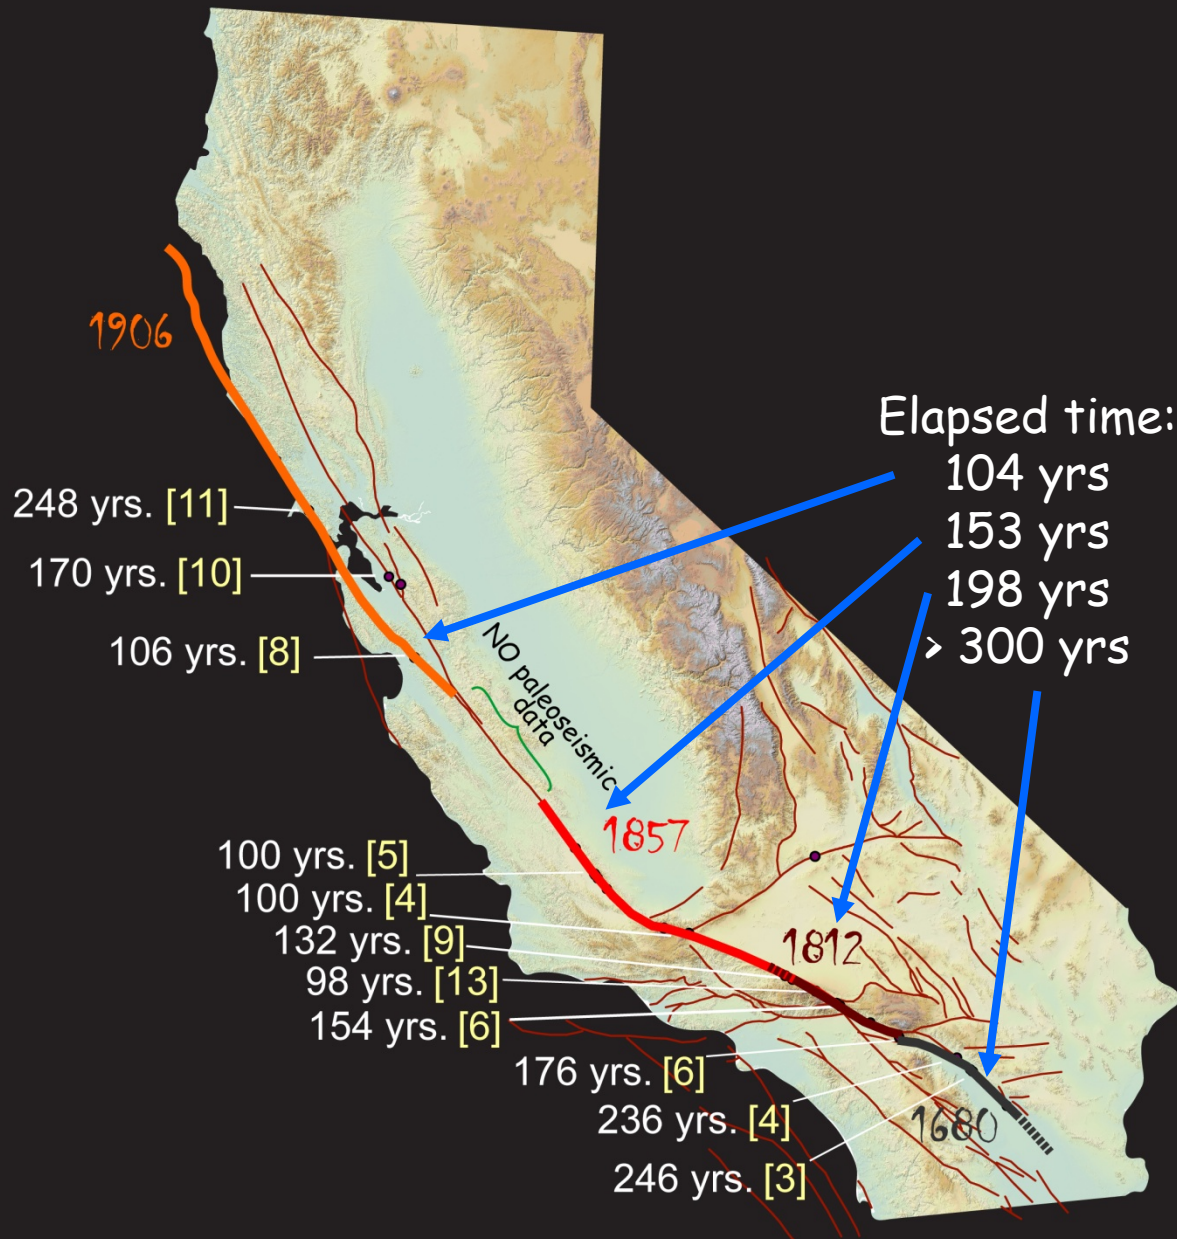 1906
Elapsed time:
104 yrs
153 yrs
198 yrs
> 300 yrs
248 yrs. [11]
170 yrs. [10]
106 yrs. [8]
NO paleoseismic
data
1857
100 yrs. [5]
100 yrs. [4]
132 yrs. [9]
98 yrs. [13]
154 yrs. [6]
1812
176 yrs. [6]
236 yrs. [4]
246 yrs. [3]
1680